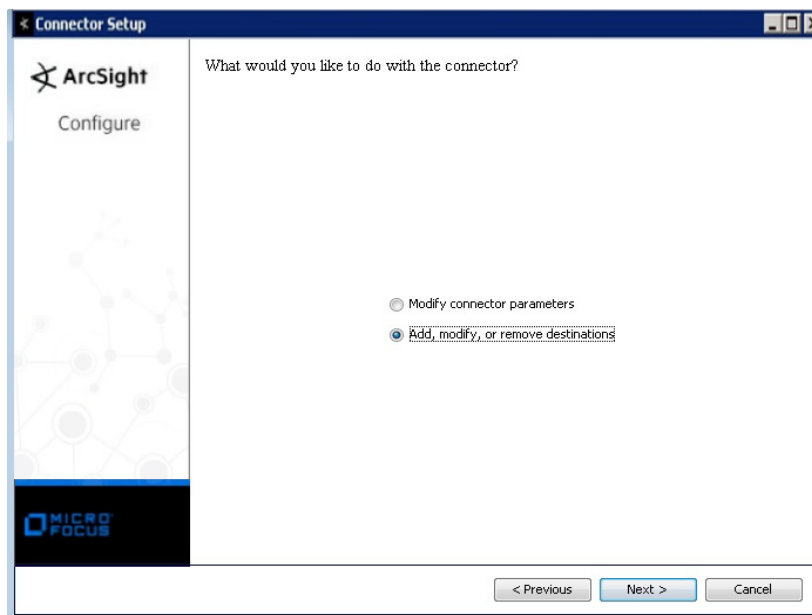 Connector Setup
ArcSight
Configure
What would you like to do with the connector?
Modify connector parameters
Add, modify, or remove destinations
MICRO
FOCUS
< Previous
Next >
Cancel